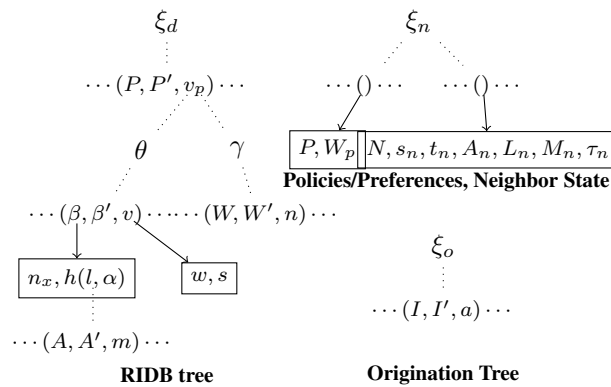 ξ_d
⋯(P, P′, v_p)⋯
θ γ
⋯(β, β′, v)⋯⋯(W, W′, n)⋯
n_x, h(l, α)
w, s
⋯(A, A′, m)⋯
RIDB tree
ξ_n
⋯()⋯ ⋯()⋯
P, W_p
N, s_n, t_n, A_n, L_n, M_n, τ_n
Policies/Preferences, Neighbor State
ξ_o
⋯(I, I′, a)⋯
Origination Tree